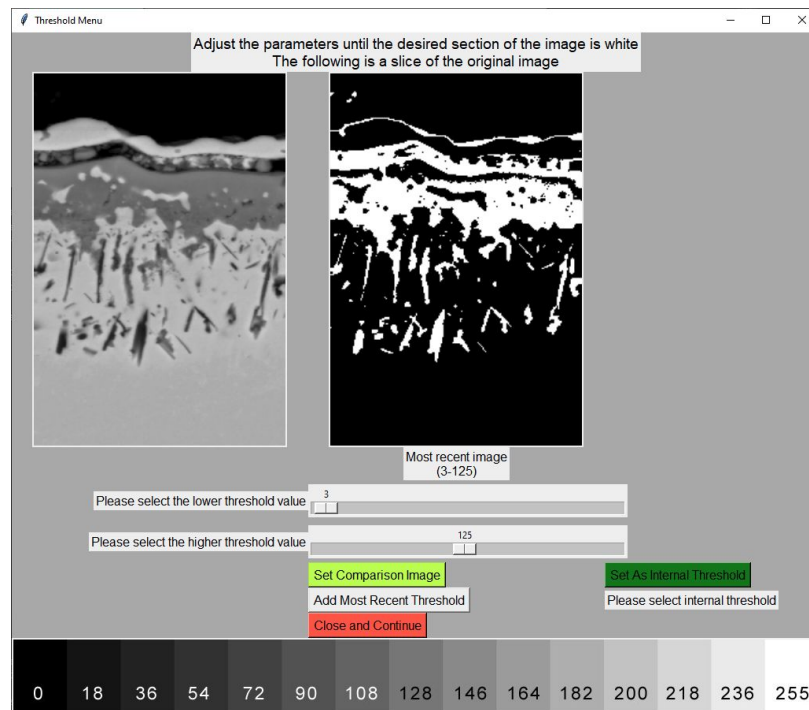 Threshold Menu
Adjust the parameters until the desired section of the image is white
The following is a slice of the original image
Most recent image
(3-125)
3
Please select the lower threshold value
125
Please select the higher threshold value
Set Comparison Image
Set As Internal Threshold
Add Most Recent Threshold
Please select internal threshold
Close and Continue
0 18 36 54 72 90 108 128 146 164 182 200 218 236 255